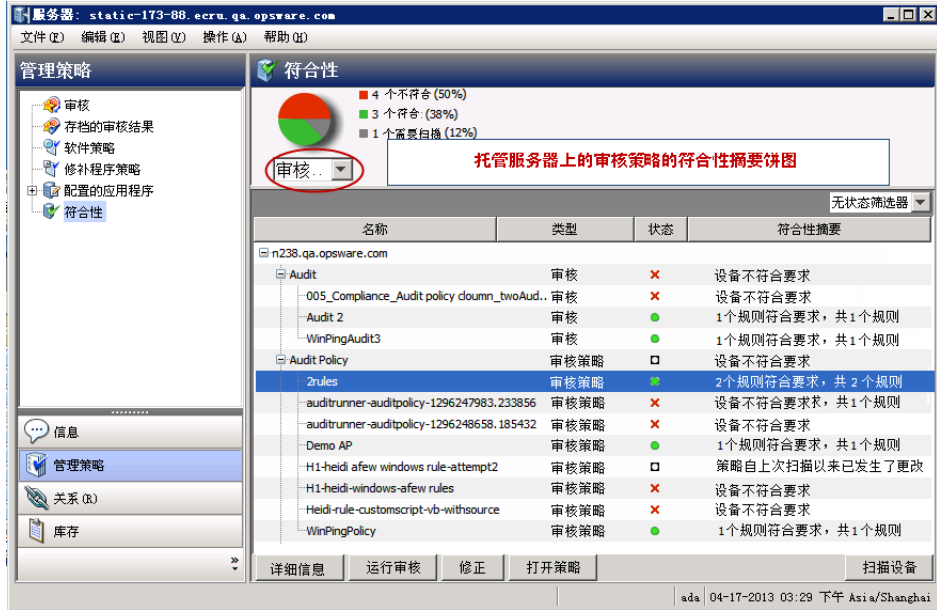 服务器: static-173-88.ecru.qa.opsware.com
文件(F) 编辑(E) 视图(V) 操作(A) 帮助(H)
管理策略
审核
存档的审核结果
软件策略
修补程序策略
配置的应用程序
符合性
信息
管理策略
关系(R)
库存
符合性
4 个不符合(50%)
3 个符合:(38%)
1 个需要扫描(12%)
审核..
托管服务器上的审核策略的符合性摘要饼图
无状态筛选器
名称 类型 状态 符合性摘要
n238.qa.opsware.com
Audit 审核 设备不符合要求
005_Compliance_Audit policy cloumn_twoAud.. 审核 设备不符合要求
Audit 2 审核 1个规则符合要求，共1个规则
WinPingAudit3 审核 1个规则符合要求，共1个规则
Audit Policy 审核策略 设备不符合要求
2rules 审核策略 2个规则符合要求，共 2 个规则
auditrunner-auditpolicy-1296247983.233856 审核策略 设备不符合要求，共1个规则
auditrunner-auditpolicy-1296248658.185432 审核策略 设备不符合要求
Demo AP 审核策略 1个规则符合要求，共1个规则
H1-heidi afew windows rule-attempt2 审核策略 策略自上次扫描以来已发生了更改
H1-heidi-windows-afew rules 审核策略 设备不符合要求
Heidi-rule-customscript-vb-withsource 审核策略 设备不符合要求
WinPingPolicy 审核策略 1个规则符合要求，共1个规则
详细信息 运行审核 修正 打开策略 扫描设备
ada 04-17-2013 03:29 下午 Asia/Shanghai